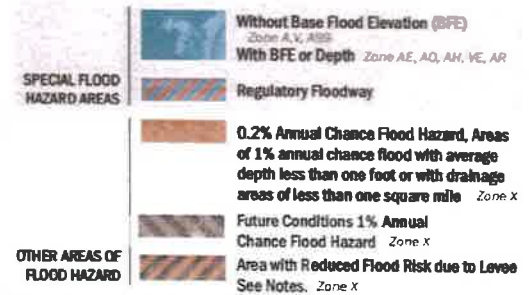 Without Base Flood Elevation (BFE)
Zone A,V, A99
With BFE or Depth Zone AE, AO, AH, VE, AR
SPECIAL FLOOD
HAZARD AREAS
Regulatory Floodway
0.2% Annual Chance Flood Hazard, Areas
of 1% annual chance flood with average
depth less than one foot or with drainage
areas of less than one square mile Zone X
Future Conditions 1% Annual
Chance Flood Hazard Zone X
OTHER AREAS OF
FLOOD HAZARD
Area with Reduced Flood Risk due to Levee
See Notes. Zone X